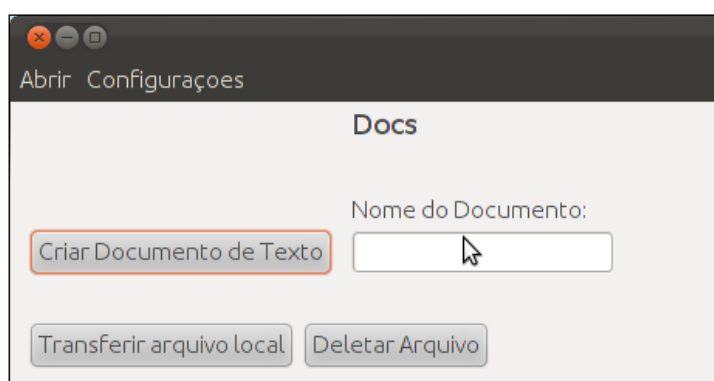 Abrir Configuraçoes
Docs
Nome do Documento:
Criar Documento de Texto
Transferir arquivo local Deletar Arquivo